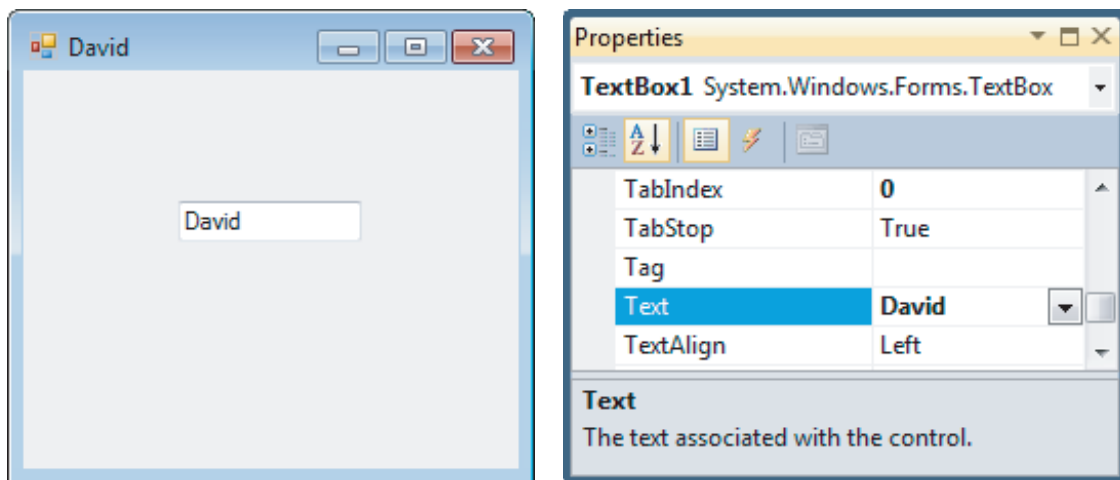 David
David
Properties
TextBox1 System.Windows.Forms.TextBox
A
Z
TabIndex 0
TabStop True
Tag
Text David
TextAlign Left
Text
The text associated with the control.